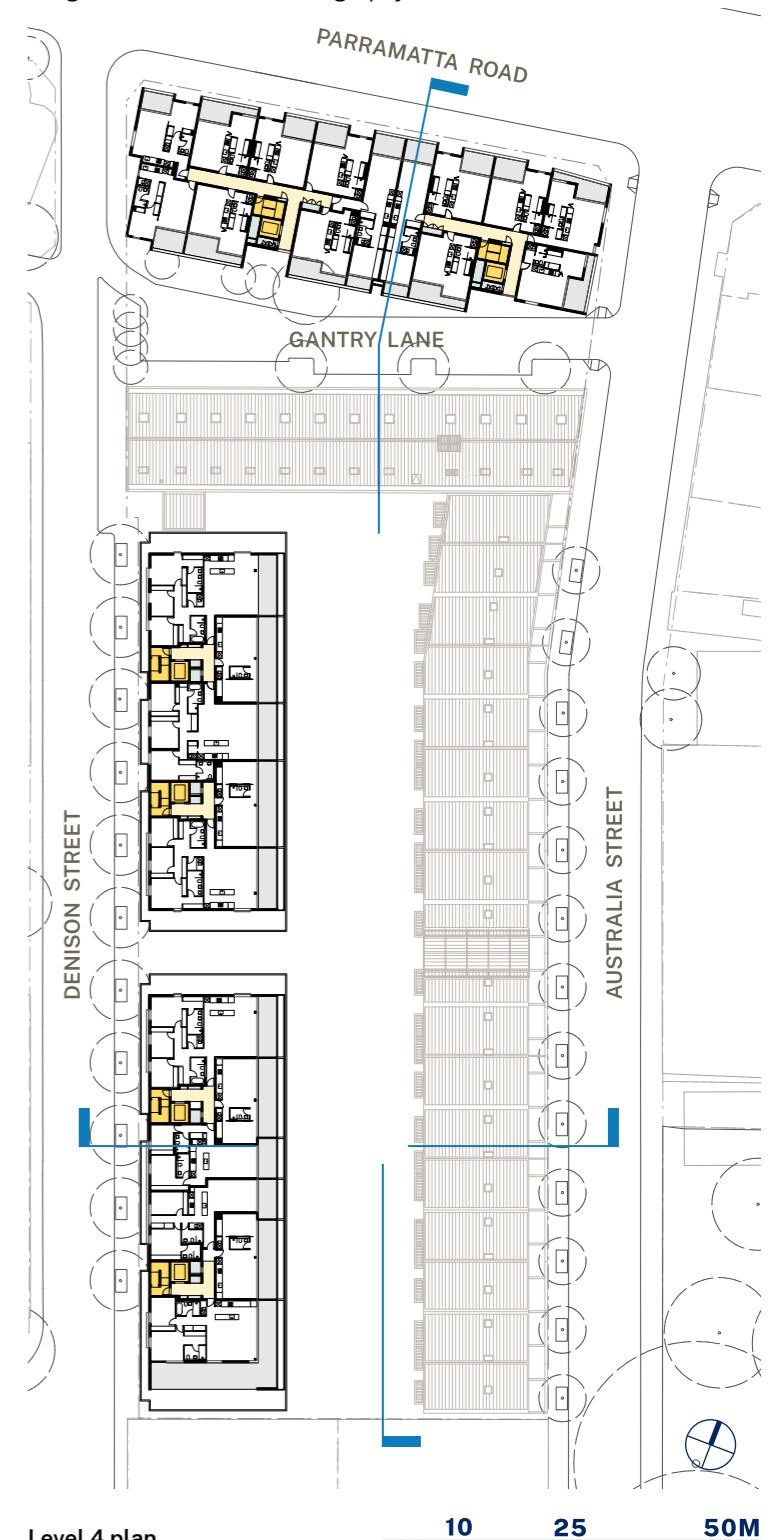 PARRAMATTA ROAD
GANTRY LANE
DENISON STREET
AUSTRALIA STREET
10 25 50M
Level 4 plan